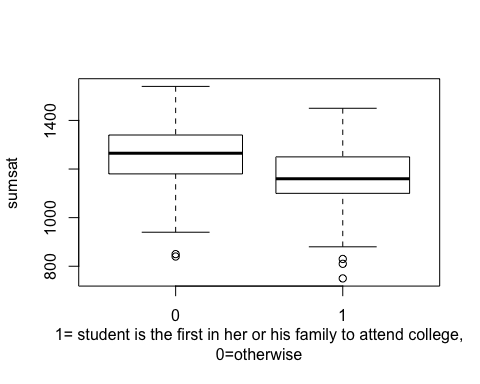 1400
1000
800
sumsat
0 1
1= student is the first in her or his family to attend college,
0=otherwise